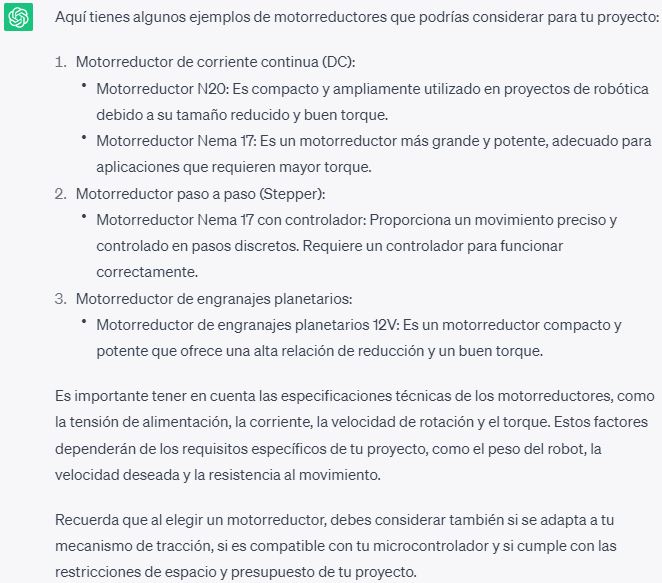 Aquí tienes algunos ejemplos de motorreductores que podrías considerar para tu proyecto:
1. Motorreductor de corriente continua (DC):
• Motorreductor N20: Es compacto y ampliamente utilizado en proyectos de robótica
debido a su tamaño reducido y buen torque.
• Motorreductor Nema 17: Es un motorreductor más grande y potente, adecuado para
aplicaciones que requieren mayor torque.
2. Motorreductor paso a paso (Stepper):
• Motorreductor Nema 17 con controlador: Proporciona un movimiento preciso y
controlado en pasos discretos. Requiere un controlador para funcionar
correctamente.
3. Motorreductor de engranajes planetarios:
• Motorreductor de engranajes planetarios 12V: Es un motorreductor compacto y
potente que ofrece una alta relación de reducción y un buen torque.
Es importante tener en cuenta las especificaciones técnicas de los motorreductores, como
la tensión de alimentación, la corriente, la velocidad de rotación y el torque. Estos factores
dependerán de los requisitos específicos de tu proyecto, como el peso del robot, la
velocidad deseada y la resistencia al movimiento.
Recuerda que al elegir un motorreductor, debes considerar también si se adapta a tu
mecanismo de tracción, si es compatible con tu microcontrolador y si cumple con las
restricciones de espacio y presupuesto de tu proyecto.